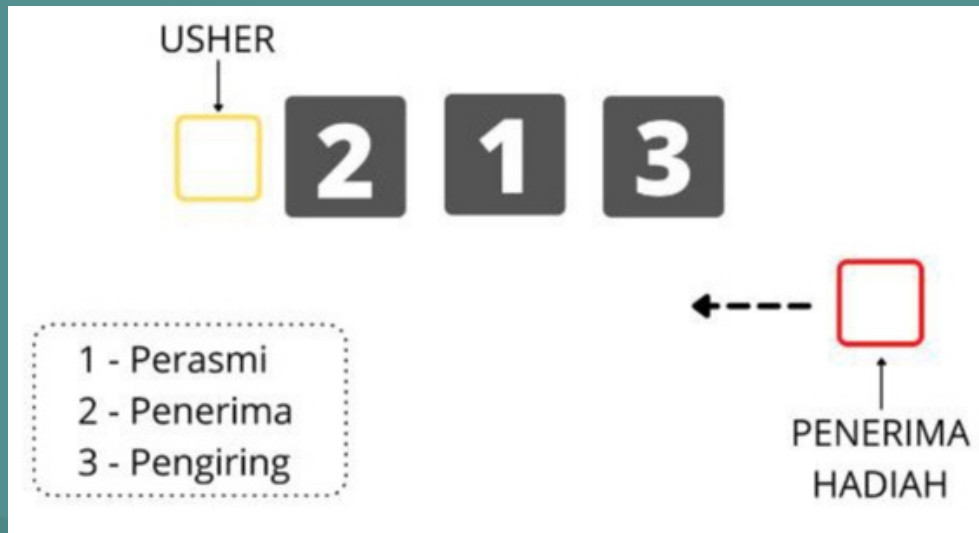 USHER
2 1 3
1 - Perasmi
2 - Penerima
3 - Pengiring
PENERIMA
HADIAH